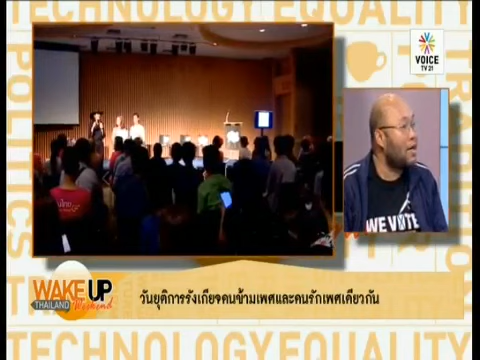 TECHNOLOGY EQUALITY
VOICE
TV 21
POLITICS
TRADITION
WE VOTE
WAKE UP
THAILAND Weekend
วันยุติการรังเกียจคนข้ามเพศและคนรักเพศเดียวกัน
TECHNOLOGY EQUALITY